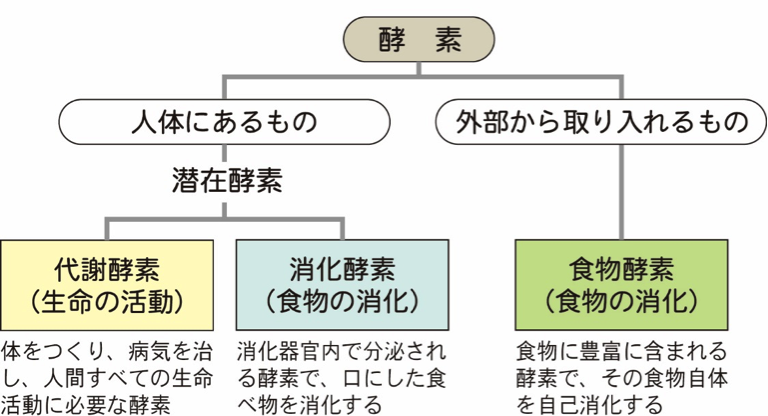 酵　素
人体にあるもの
外部から取り入れるもの
潜在酵素
代謝酵素
（生命の活動）
体をつくり、病気を治
し、人間すべての生命
活動に必要な酵素
消化酵素
（食物の消化）
消化器官内で分泌され
る酵素で、口にした食
べ物を消化する
食物酵素
（食物の消化）
食物に豊富に含まれる
酵素で、その食物自体
を自己消化する